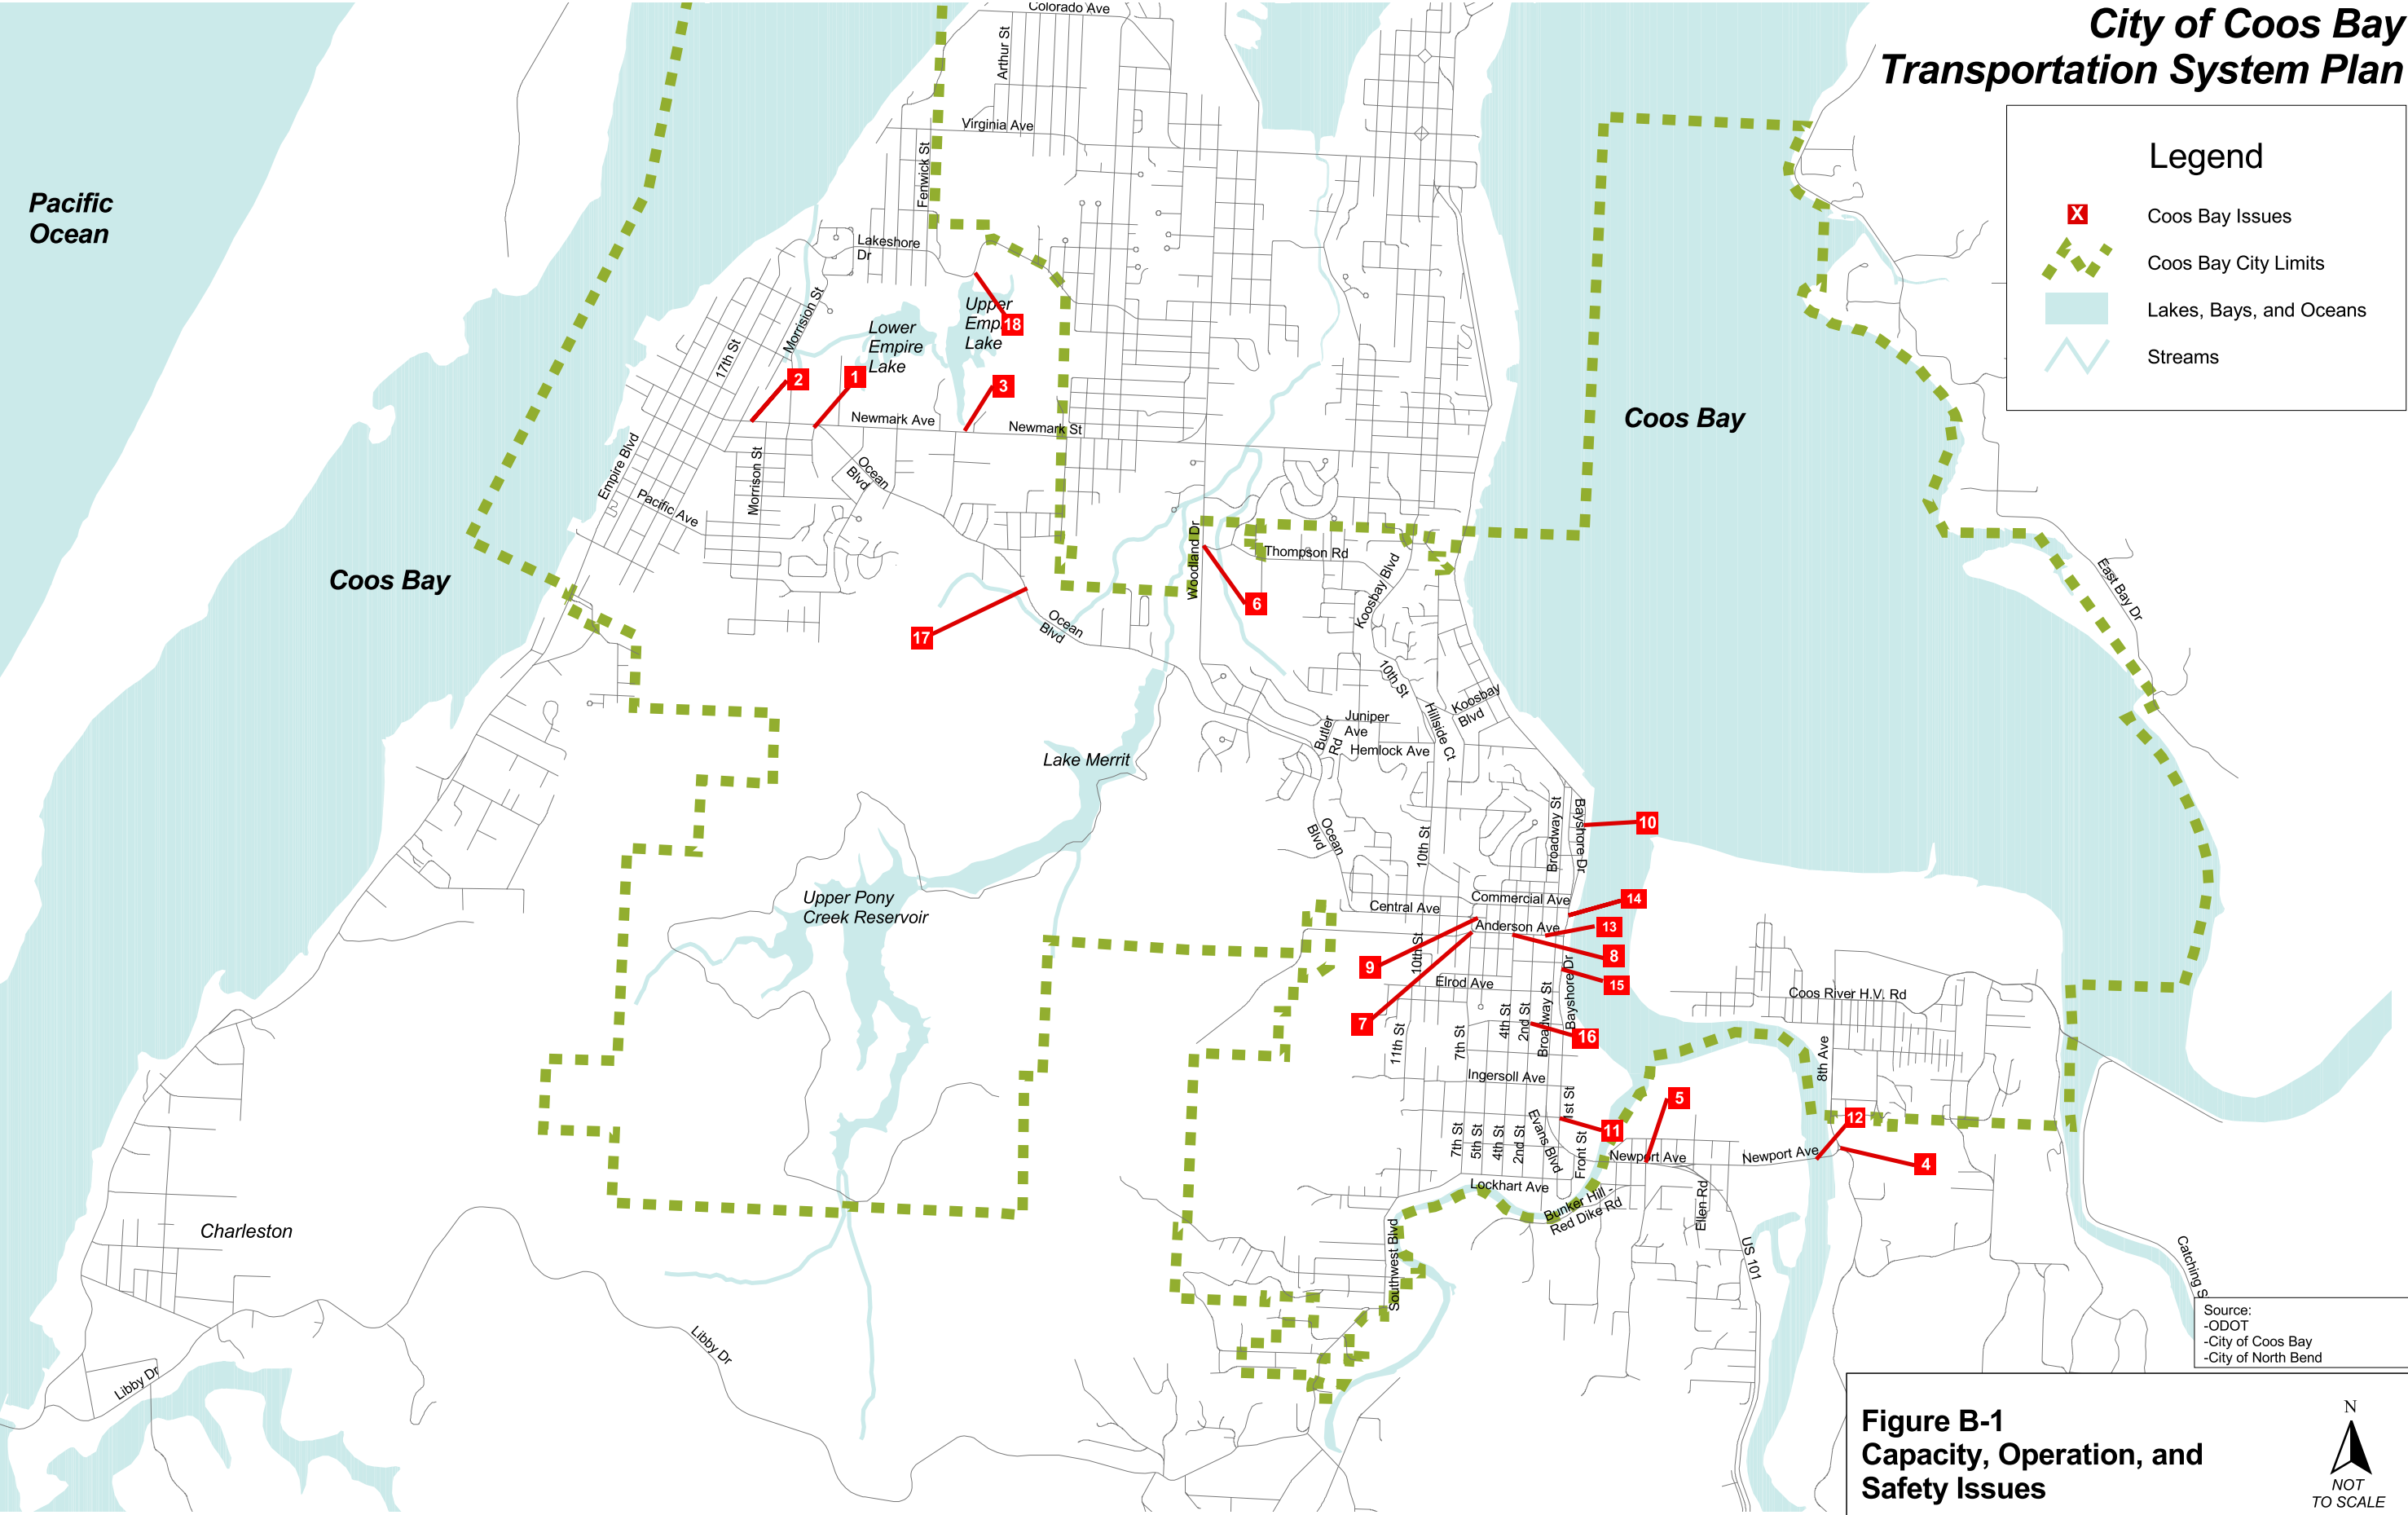 City of Coos Bay
Transportation System Plan
Legend
X
Coos Bay Issues
Coos Bay City Limits
Lakes, Bays, and Oceans
Streams
Colorado Ave
Arthur St
Virginia Ave
Fenwick St
Pacific
Ocean
Lakeshore
Dr
Upper
Empire
Lake
18
Morrision St
Lower
Empire
Lake
17th St
2
1
3
Newmark Ave
Newmark St
Coos Bay
Empire Blvd
Morrison St
Ocean
Blvd
Pacific Ave
Woodland Dr
Thompson Rd
Koosbay Blvd
East Bay Dr
Coos Bay
6
17
Ocean
Blvd
10th St
Koosbay
Blvd
Hillside Ct
Juniper
Ave
Butler
Rd
Hemlock Ave
Lake Merrit
Ocean
Blvd
10th St
Broadway St
Bayshore Dr
10
Upper Pony
Creek Reservoir
Commercial Ave
14
Central Ave
Anderson Ave
13
10th St
8
9
Elrod Ave
15
Bayshore Dr
Coos River H.V. Rd
7
11th St
7th St
4th St
2nd St
Broadway St
16
8th Ave
Ingersoll Ave
1st St
5
12
11
7th St
5th St
4th St
2nd St
Evans Blvd
Front St
Newport Ave
Newport Ave
4
Lockhart Ave
Bunker Hill -
Red Dike Rd
Ellen Rd
Southwest Blvd
US 101
Catching S
Charleston
Libby Dr
Libby Dr
Source:
-ODOT
-City of Coos Bay
-City of North Bend
Figure B-1
Capacity, Operation, and
Safety Issues
N
NOT
TO SCALE